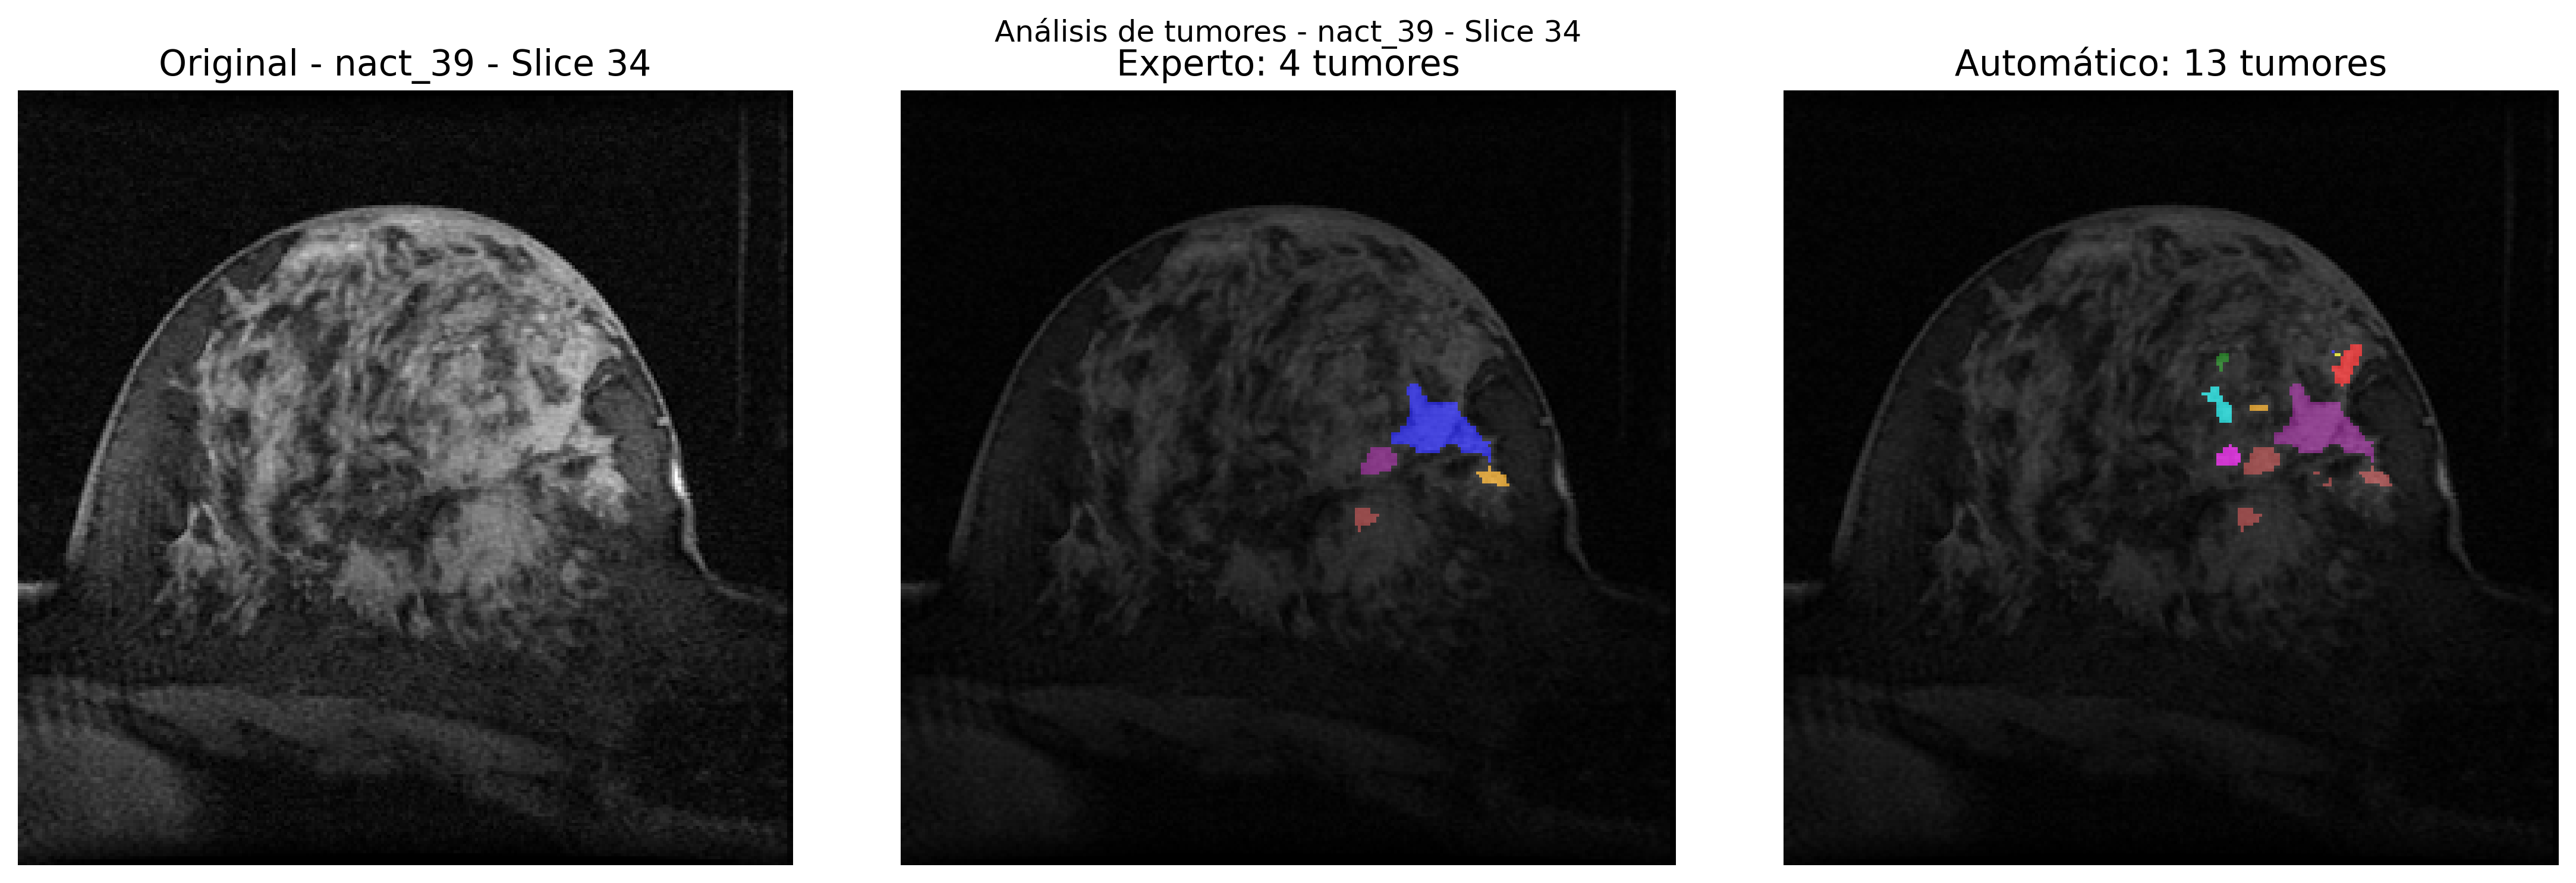 Análisis de tumores - nact_39 - Slice 34
Original - nact_39 - Slice 34
Experto: 4 tumores
Automático: 13 tumores